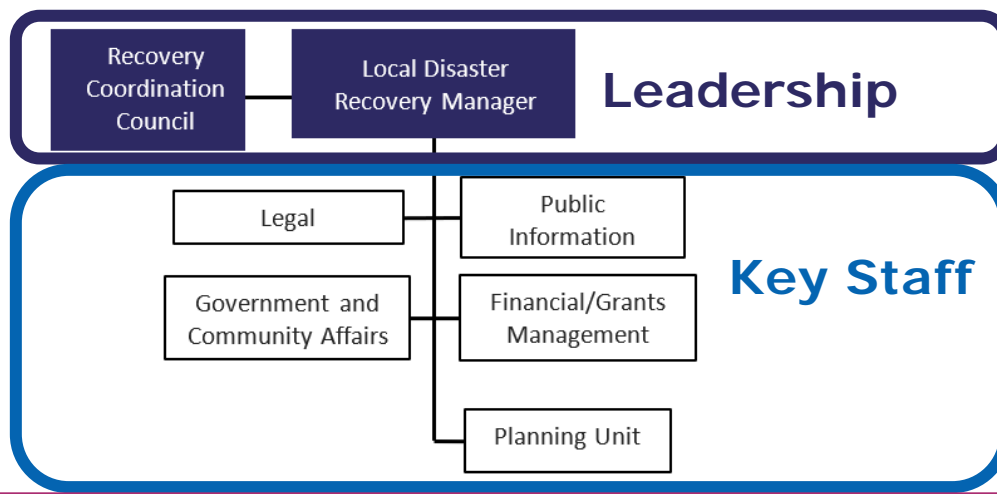 Recovery
Coordination
Council
Local Disaster
Recovery Manager
Leadership
Legal
Public
Information
Key Staff
Government and
Community Affairs
Financial/Grants
Management
Planning Unit